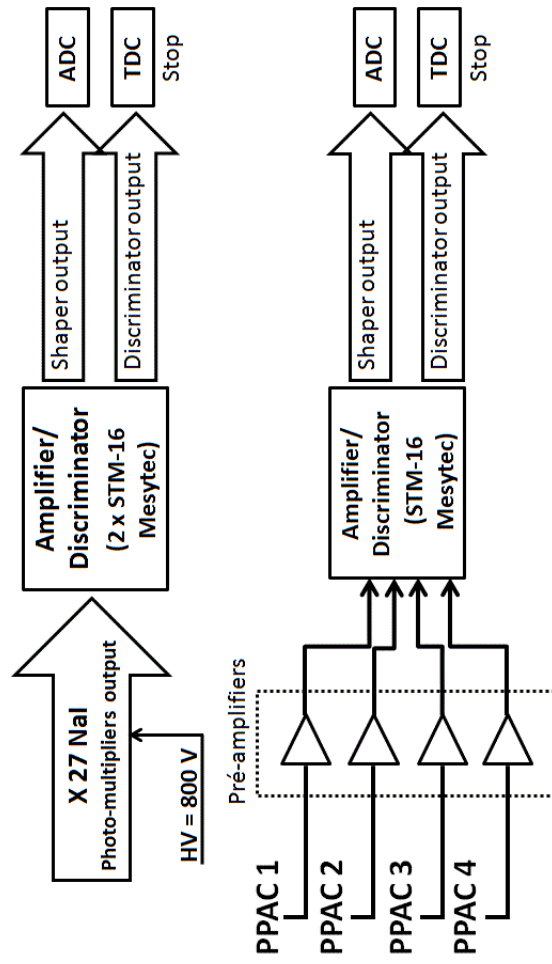 X 27 NaI
Photo-multipliers output
HV = 800 V
Amplifier/
Discriminator
(2 x STM-16
Mesytec)
Shaper output
Discriminator output
ADC
TDC
Stop
Pré-amplifiers
PPAC 1
PPAC 2
PPAC 3
PPAC 4
Amplifier/
Discriminator
(STM-16
Mesytec)
Shaper output
Discriminator output
ADC
TDC
Stop